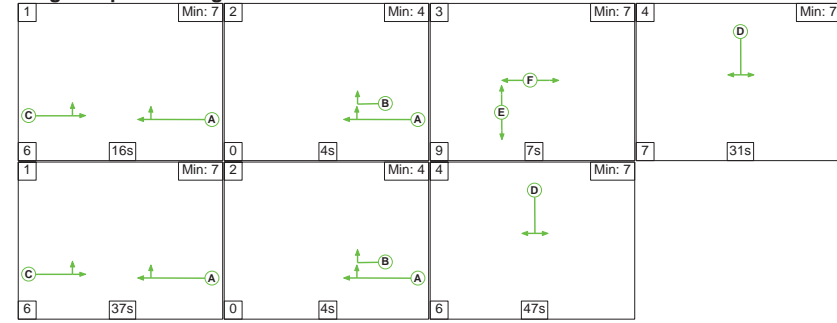 1 Min: 7 2 Min: 4 3 Min: 7 4 Min: 7
D
F
B
C A A E
6 16s 0 4s 9 7s 7 31s
1 Min: 7 2 Min: 4 4 Min: 7
D
B
C A A
6 37s 0 4s 6 47s